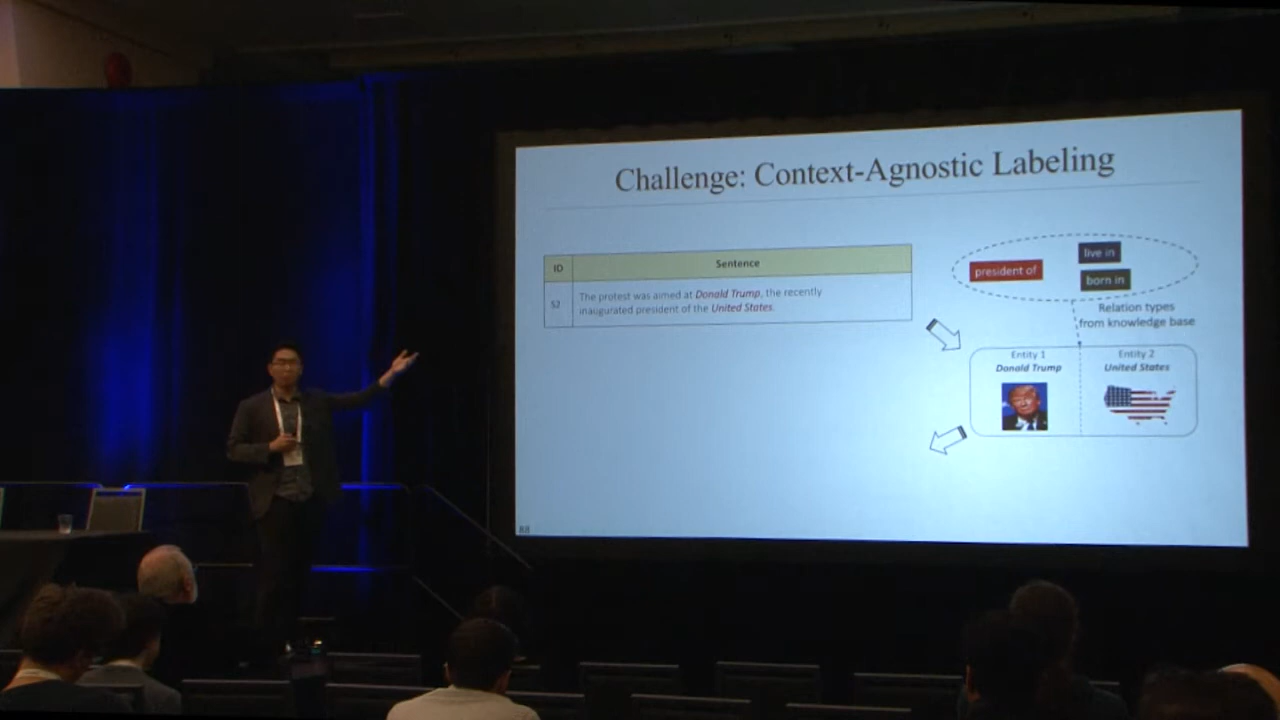 Challenge: Context-Agnostic Labeling
ID Sentence
S2 The protest was aimed at Donald Trump, the recently
inaugurated president of the United States.
president of
live in
born in
Relation types
from knowledge base
Entity 1
Donald Trump
Entity 2
United States
88